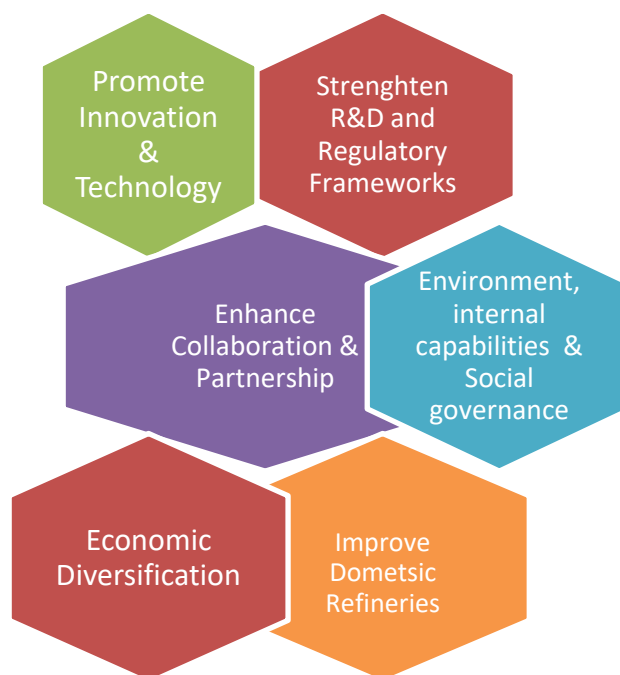 Promote
Innovation
&
Technology
Strenghten
R&D and
Regulatory
Frameworks
Enhance
Collaboration &
Partnership
Environment,
internal
capabilities &
Social
governance
Economic
Diversification
Improve
Dometsic
Refineries